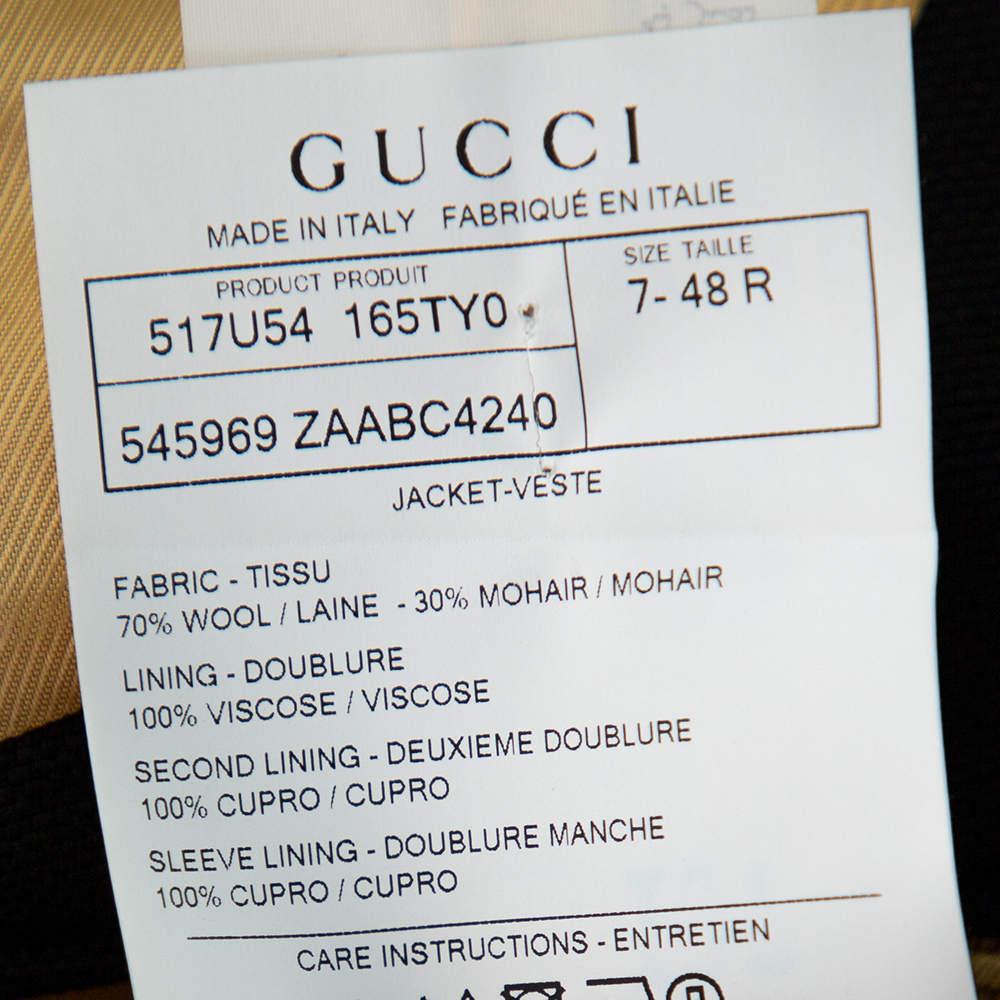 GUCCI
MADE IN ITALY FABRIQUÉ EN ITALIE
PRODUCT PRODUIT
517U54 165TY0
SIZE TAILLE
7- 48 R
545969 ZAABC4240
JACKET-VESTE
FABRIC - TISSU
70% WOOL / LAINE - 30% MOHAIR / MOHAIR
LINING - DOUBLURE
100% VISCOSE / VISCOSE
SECOND LINING - DEUXIEME DOUBLURE
100% CUPRO / CUPRO
SLEEVE LINING - DOUBLURE MANCHE
100% CUPRO / CUPRO
CARE INSTRUCTIONS - ENTRETIEN